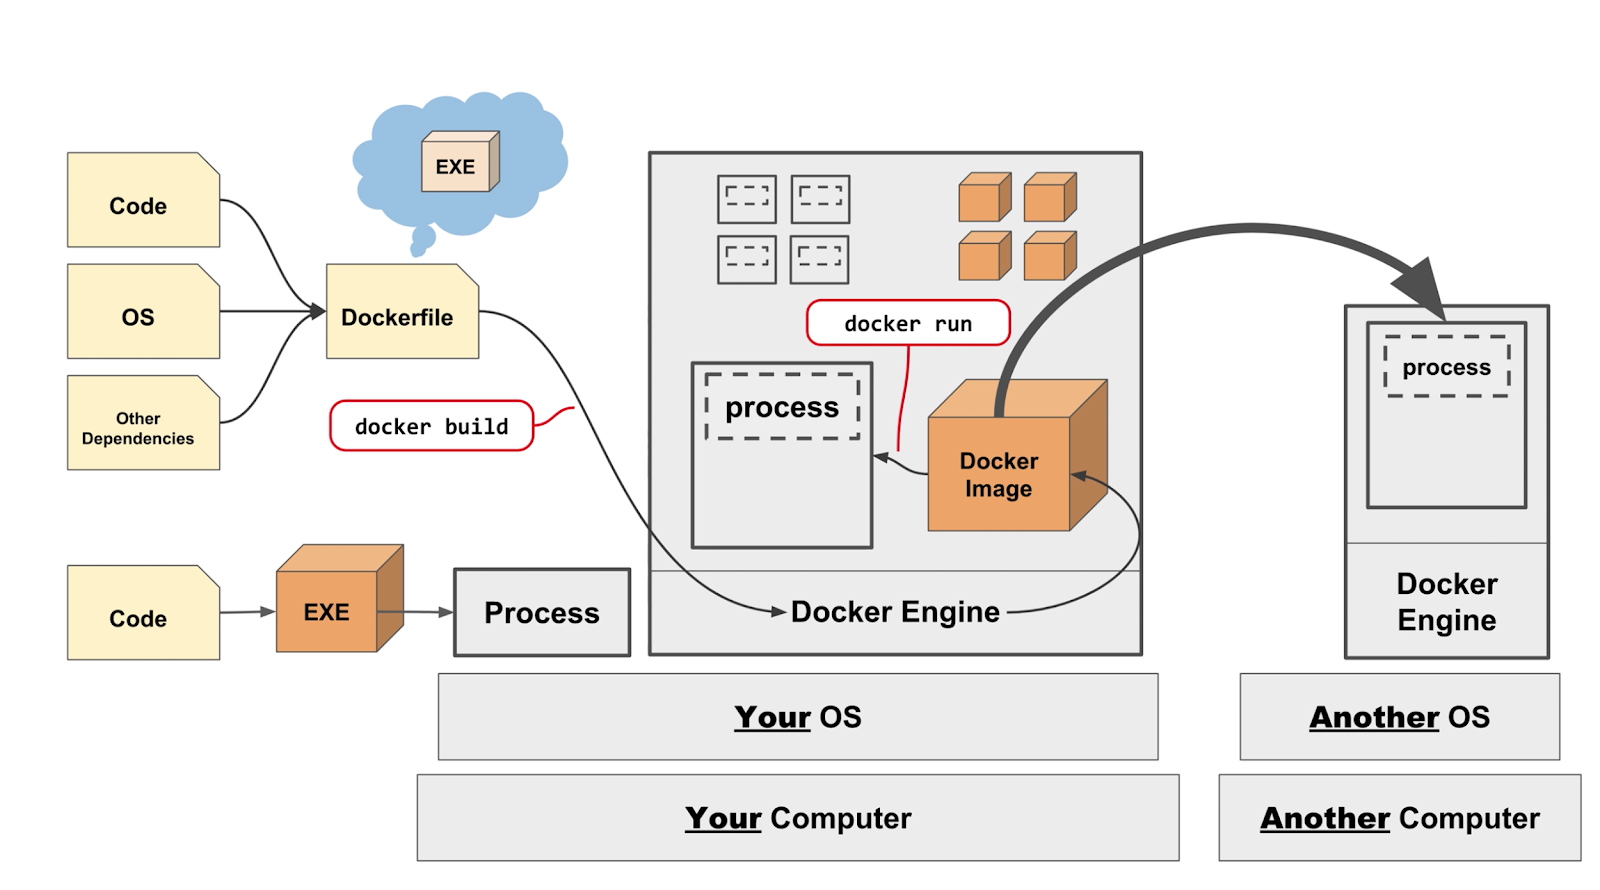 EXE
Code
OS
Other
Dependencies
Dockerfile
docker build
docker run
process
Docker
Image
Docker Engine
Code
EXE
Process
process
Docker
Engine
Your OS
Your Computer
Another OS
Another Computer